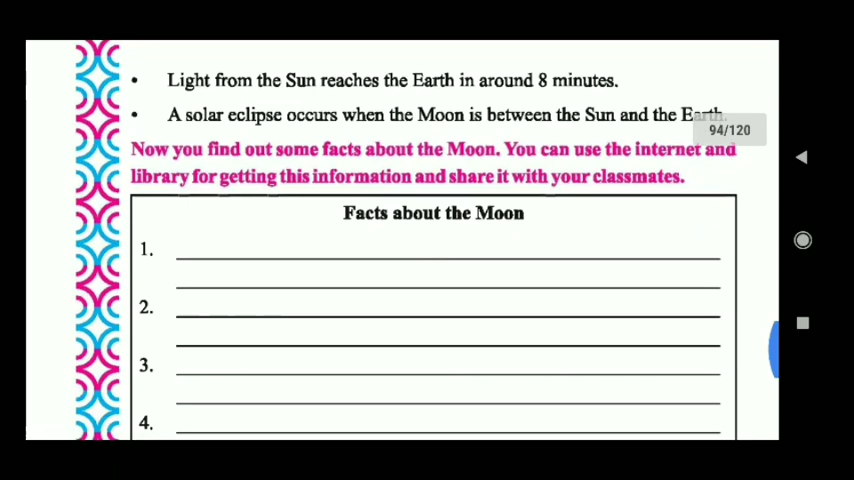 • Light from the Sun reaches the Earth in around 8 minutes.
• A solar eclipse occurs when the Moon is between the Sun and the Earth.
94/120
Now you find out some facts about the Moon. You can use the internet and
library for getting this information and share it with your classmates.
Facts about the Moon
1.
2.
3.
4.